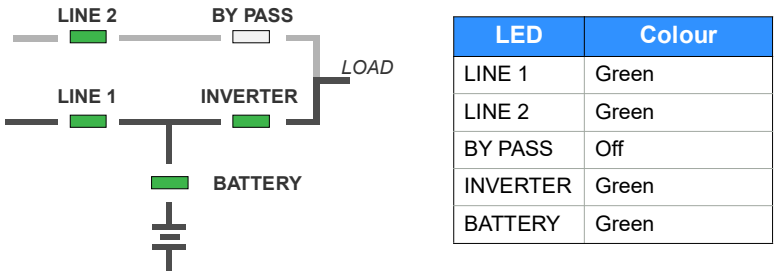 LINE 2 BY PASS
LOAD
LINE 1 INVERTER
BATTERY
LED Colour
LINE 1 Green
LINE 2 Green
BY PASS Off
INVERTER Green
BATTERY Green